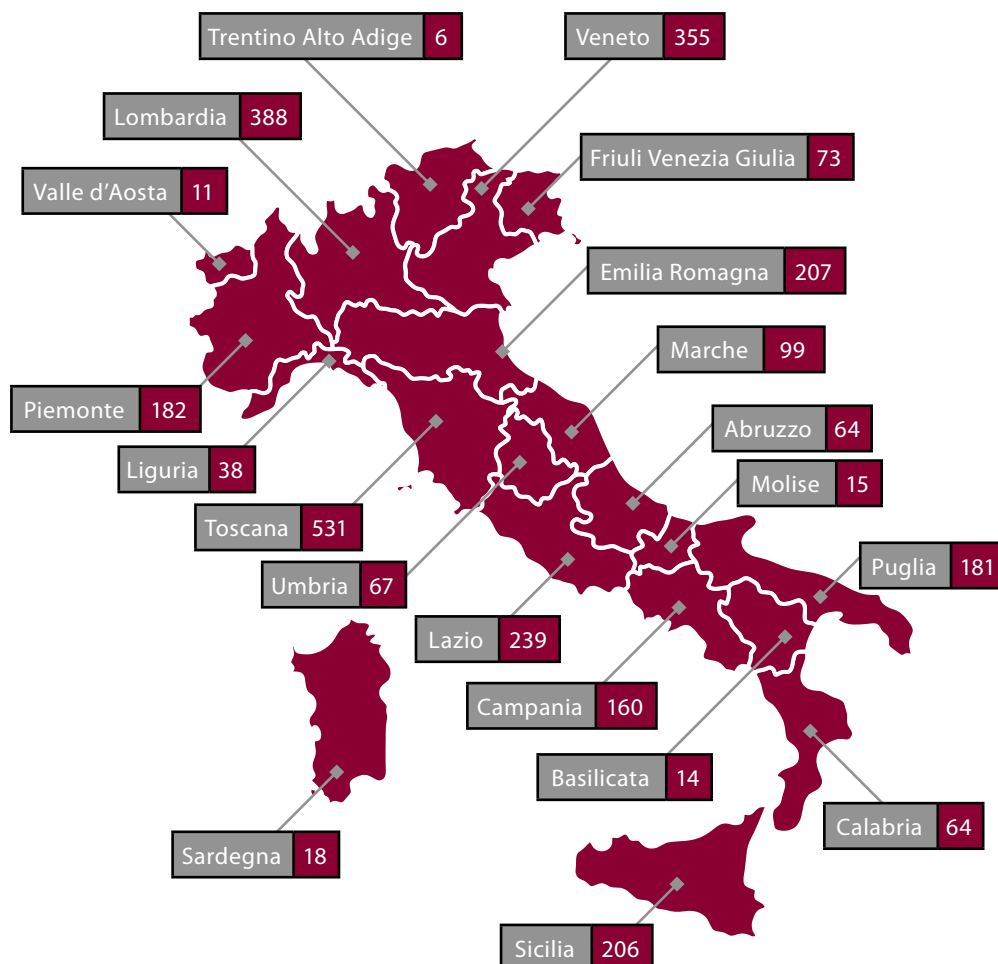 Trentino Alto Adige 6
Veneto 355
Lombardia 388
Friuli Venezia Giulia 73
Valle d'Aosta 11
Emilia Romagna 207
Marche 99
Piemonte 182
Abruzzo 64
Liguria 38
Molise 15
Toscana 531
Puglia 181
Umbria 67
Lazio 239
Campania 160
Basilicata 14
Calabria 64
Sardegna 18
Sicilia 206